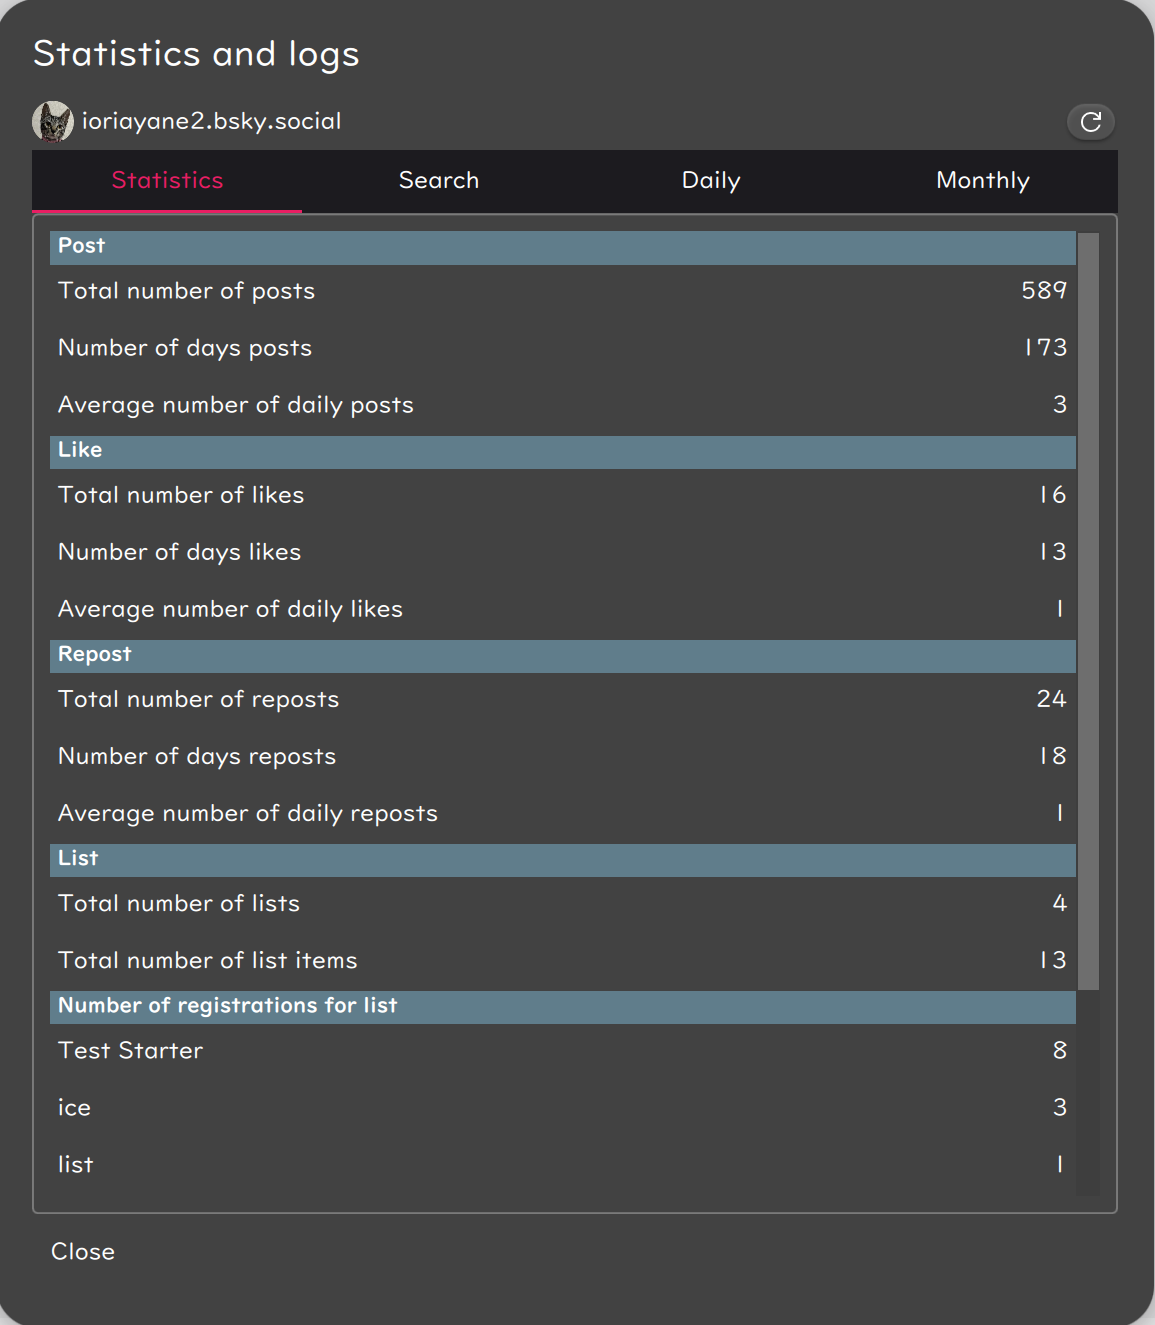 Statistics and logs
ioriayane2.bsky.social
Statistics Search Daily Monthly
Post
Total number of posts 589
Number of days posts 173
Average number of daily posts 3
Like
Total number of likes 16
Number of days likes 13
Average number of daily likes 1
Repost
Total number of reposts 24
Number of days reposts 18
Average number of daily reposts 1
List
Total number of lists 4
Total number of list items 13
Number of registrations for list
Test Starter 8
ice 3
list 1
Close